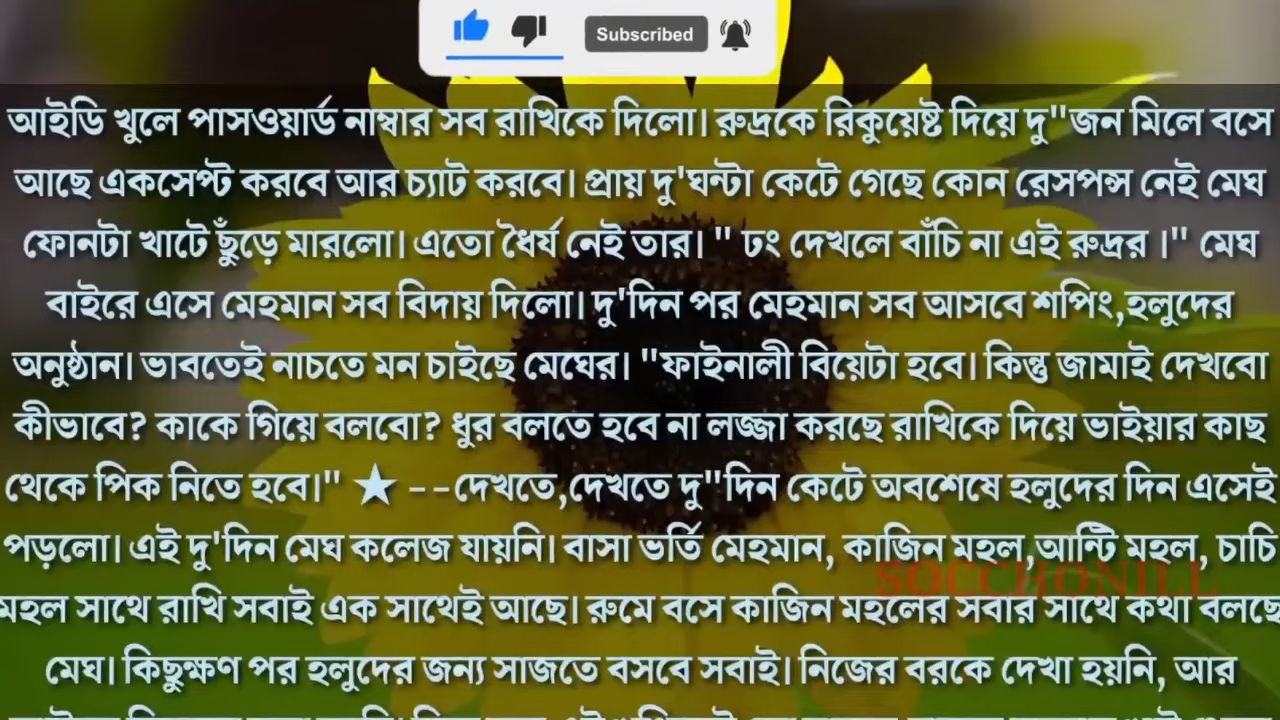 Subscribed
আইডি খুলে পাসওয়ার্ড নাম্বার সব রাখিকে দিলো। রুদ্রকে রিকুয়েষ্ট দিয়ে দু"জন মিলে বসে
আছে একসেপ্ট করবে আর চ্যাট করবে। প্রায় দু'ঘন্টা কেটে গেছে কোন রেসপন্স নেই মেঘ
ফোনটা খাটে ছুঁড়ে মারলো। এতো ধৈর্য নেই তার। " ঢং দেখলে বাঁচি না এই রুদ্রর ।" মেঘ
বাইরে এসে মেহমান সব বিদায় দিলো। দু'দিন পর মেহমান সব আসবে শপিং,হলুদের
অনুষ্ঠান। ভাবতেই নাচতে মন চাইছে মেঘের। "ফাইনালী বিয়েটা হবে। কিন্তু জামাই দেখবো
কীভাবে? কাকে গিয়ে বলবো? ধুর বলতে হবে না লজ্জা করছে রাখিকে দিয়ে ভাইয়ার কাছ
থেকে পিক নিতে হবে।" ★ --দেখতে,দেখতে দু"দিন কেটে অবশেষে হলুদের দিন এসেই
পড়লো। এই দু'দিন মেঘ কলেজ যায়নি। বাসা ভর্তি মেহমান, কাজিন মহল,আন্টি মহল, চাচি
মহল সাথে রাখি সবাই এক সাথেই আছে। রুমে বসে কাজিন মহলের সবার সাথে কথা বলছে
মেঘ। কিছুক্ষণ পর হলুদের জন্য সাজতে বসবে সবাই। নিজের বরকে দেখা হয়নি, আর
SOCCHONILL